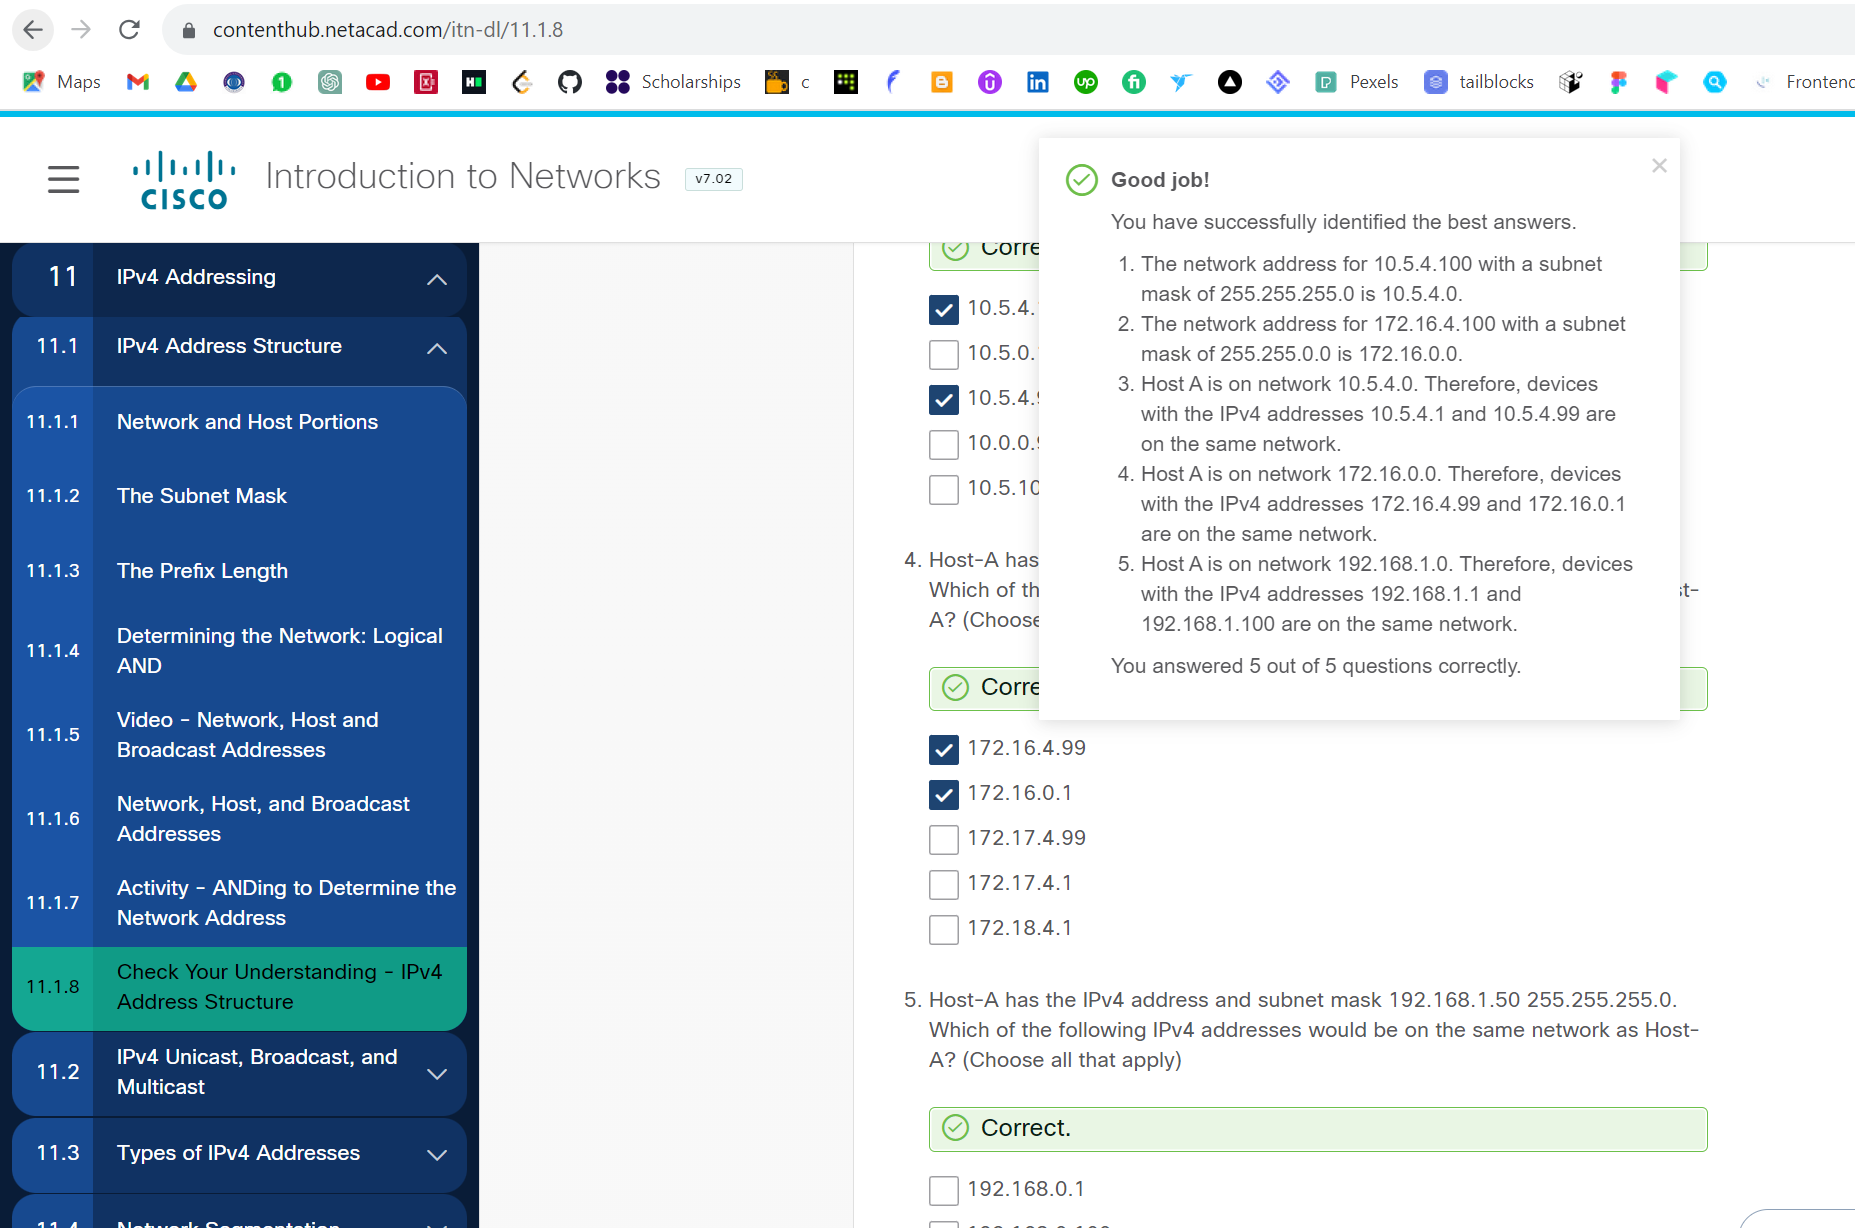 contenthub.netacad.com/itn-dl/11.1.8
Maps
Scholarships
c
Pexels
tailblocks
Frontend
CISCO
Introduction to Networks
v7.02
11 IPv4 Addressing
11.1 IPv4 Address Structure
11.1.1 Network and Host Portions
11.1.2 The Subnet Mask
11.1.3 The Prefix Length
11.1.4 Determining the Network: Logical
AND
11.1.5 Video - Network, Host and
Broadcast Addresses
11.1.6 Network, Host, and Broadcast
Addresses
11.1.7 Activity - ANDing to Determine the
Network Address
11.1.8 Check Your Understanding - IPv4
Address Structure
11.2 IPv4 Unicast, Broadcast, and
Multicast
11.3 Types of IPv4 Addresses
11.4 Network Segmentation
Corre
10.5.4.
10.5.0.
10.5.4.9
10.0.0.9
10.5.10
4. Host-A has
Which of th
st-
A? (Choose
Corre
172.16.4.99
172.16.0.1
172.17.4.99
172.17.4.1
172.18.4.1
5. Host-A has the IPv4 address and subnet mask 192.168.1.50 255.255.255.0.
Which of the following IPv4 addresses would be on the same network as Host-
A? (Choose all that apply)
Correct.
192.168.0.1
Good job!
You have successfully identified the best answers.
1. The network address for 10.5.4.100 with a subnet
mask of 255.255.255.0 is 10.5.4.0.
2. The network address for 172.16.4.100 with a subnet
mask of 255.255.0.0 is 172.16.0.0.
3. Host A is on network 10.5.4.0. Therefore, devices
with the IPv4 addresses 10.5.4.1 and 10.5.4.99 are
on the same network.
4. Host A is on network 172.16.0.0. Therefore, devices
with the IPv4 addresses 172.16.4.99 and 172.16.0.1
are on the same network.
5. Host A is on network 192.168.1.0. Therefore, devices
with the IPv4 addresses 192.168.1.1 and
192.168.1.100 are on the same network.
You answered 5 out of 5 questions correctly.